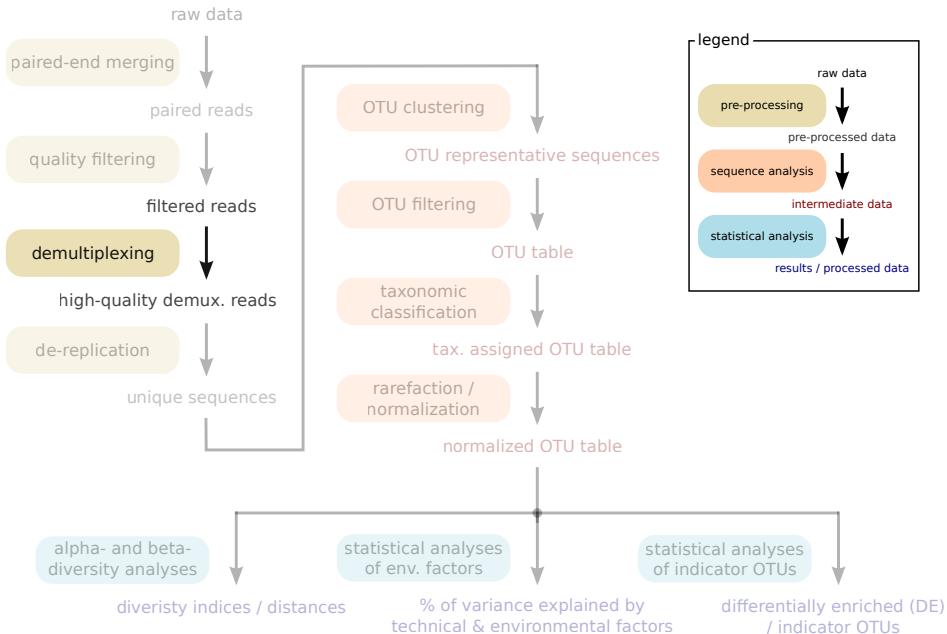 raw data
paired-end merging
paired reads
quality filtering
filtered reads
demultiplexing
high-quality demux. reads
de-replication
unique sequences
OTU clustering
OTU representative sequences
OTU filtering
OTU table
taxonomic
classification
tax. assigned OTU table
rarefaction /
normalization
normalized OTU table
alpha- and beta-
diversity analyses
diveristy indices / distances
statistical analyses
of env. factors
% of variance explained by
technical & environmental factors
statistical analyses
of indicator OTUs
differentially enriched (DE)
/ indicator OTUs
legend
raw data
pre-processing
pre-processed data
sequence analysis
intermediate data
statistical analysis
results / processed data